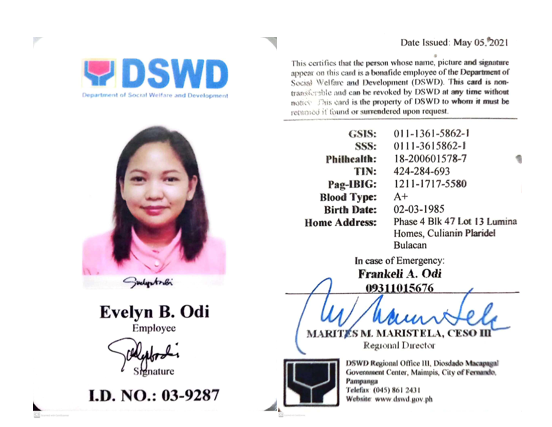 DSWD
Department of Social Welfare and Development
Evelyn B. Odi
Employee
Signature
I.D. NO.: 03-9287
Date Issued: May 05, 2021
This certifies that the person whose name, picture and signature
appear on this card is a bonafide employee of the Department of
Social Welfare and Development (DSWD). This card is non-
transferable and can be revoked by DSWD at any time without
notice. This card is the property of DSWD to whom it must be
returned if found or surrendered upon request.
GSIS: 011-1361-5862-1
SSS: 0111-3615862-1
Philhealth: 18-200601578-7
TIN: 424-284-693
Pag-IBIG: 1211-1717-5580
Blood Type: A+
Birth Date: 02-03-1985
Home Address: Phase 4 Blk 47 Lot 13 Lumina
Homes, Culianin Plaridel
Bulacan
In case of Emergency:
Frankeli A. Odi
09311015676
MARITES M. MARISTELA, CESO III
Regional Director
DSWD Regional Office III, Diosdado Macapagal
Government Center, Maimpis, City of Fernando,
Pampanga
Telefax (045) 861 2431
Website www.dswd.gov.ph